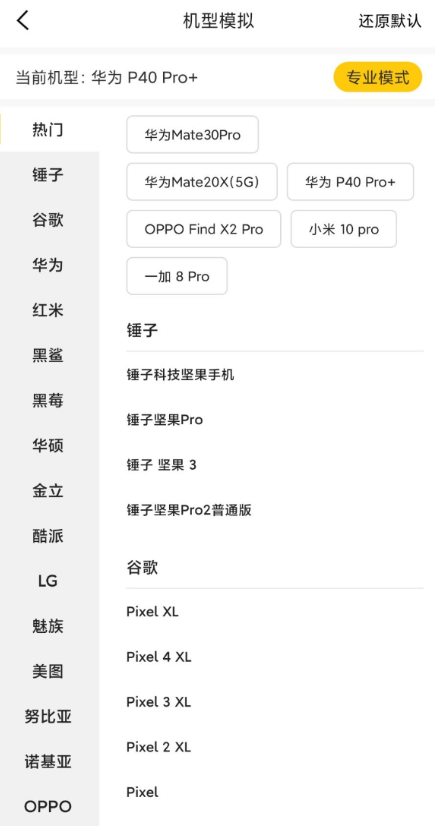 机型模拟
还原默认
当前机型: 华为 P40 Pro+
专业模式
热门
锤子
谷歌
华为
红米
黑鲨
黑莓
华硕
金立
酷派
LG
魅族
美图
努比亚
诺基亚
OPPO
华为Mate30Pro
华为Mate20X(5G)
华为 P40 Pro+
OPPO Find X2 Pro
小米 10 pro
一加 8 Pro
锤子
锤子科技坚果手机
锤子坚果Pro
锤子 坚果 3
锤子坚果Pro2普通版
谷歌
Pixel XL
Pixel 4 XL
Pixel 3 XL
Pixel 2 XL
Pixel